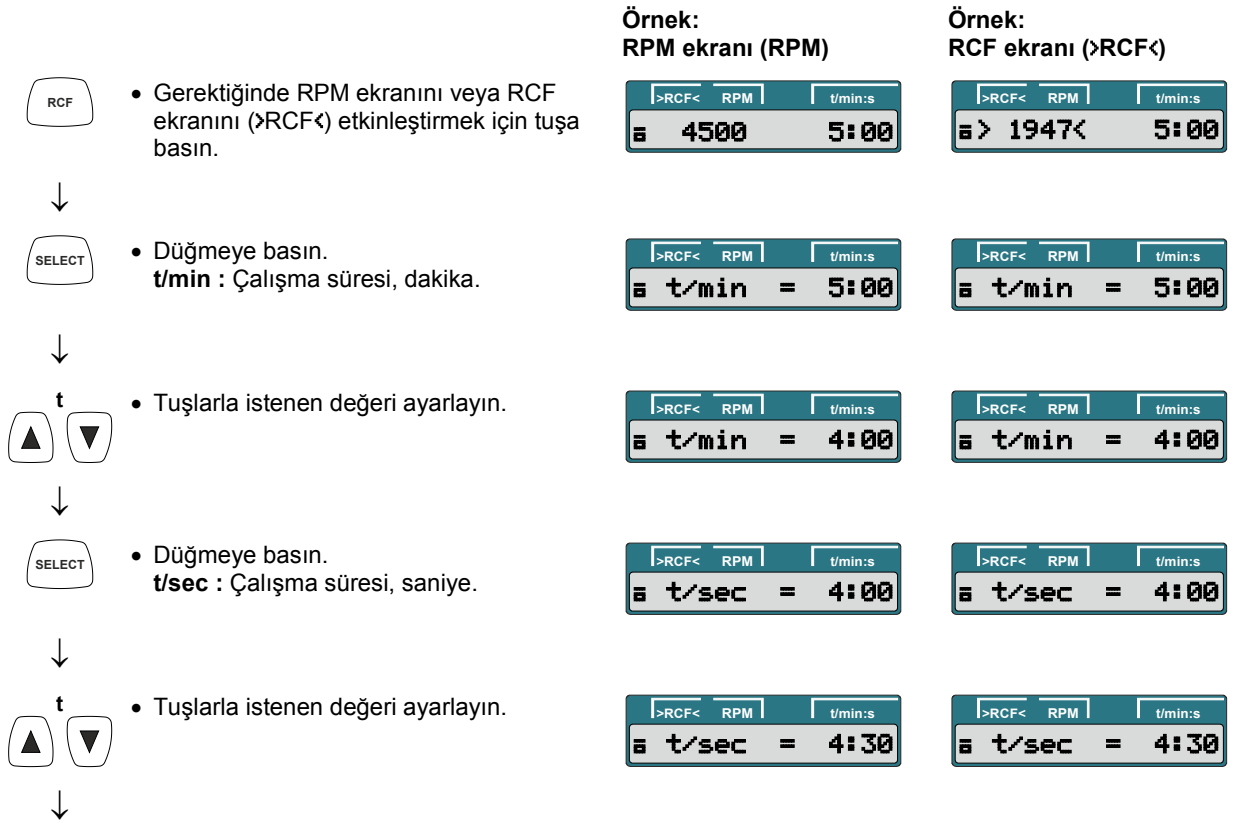 Örnek:
RPM ekranı (RPM)
Örnek:
RCF ekranı (>RCF<)
RCF
• Gerektiğinde RPM ekranını veya RCF
ekranını (>RCF<) etkinleştirmek için tuşa
basın.
>RCF< RPM t/min:s
4500 5:00
>RCF< RPM t/min:s
> 1947< 5:00
↓
SELECT
• Düğmeye basın.
t/min : Çalışma süresi, dakika.
>RCF< RPM t/min:s
t/min = 5:00
>RCF< RPM t/min:s
t/min = 5:00
↓
t
• Tuşlarla istenen değeri ayarlayın.
>RCF< RPM t/min:s
t/min = 4:00
>RCF< RPM t/min:s
t/min = 4:00
↓
SELECT
• Düğmeye basın.
t/sec : Çalışma süresi, saniye.
>RCF< RPM t/min:s
t/sec = 4:00
>RCF< RPM t/min:s
t/sec = 4:00
↓
t
• Tuşlarla istenen değeri ayarlayın.
>RCF< RPM t/min:s
t/sec = 4:30
>RCF< RPM t/min:s
t/sec = 4:30
↓